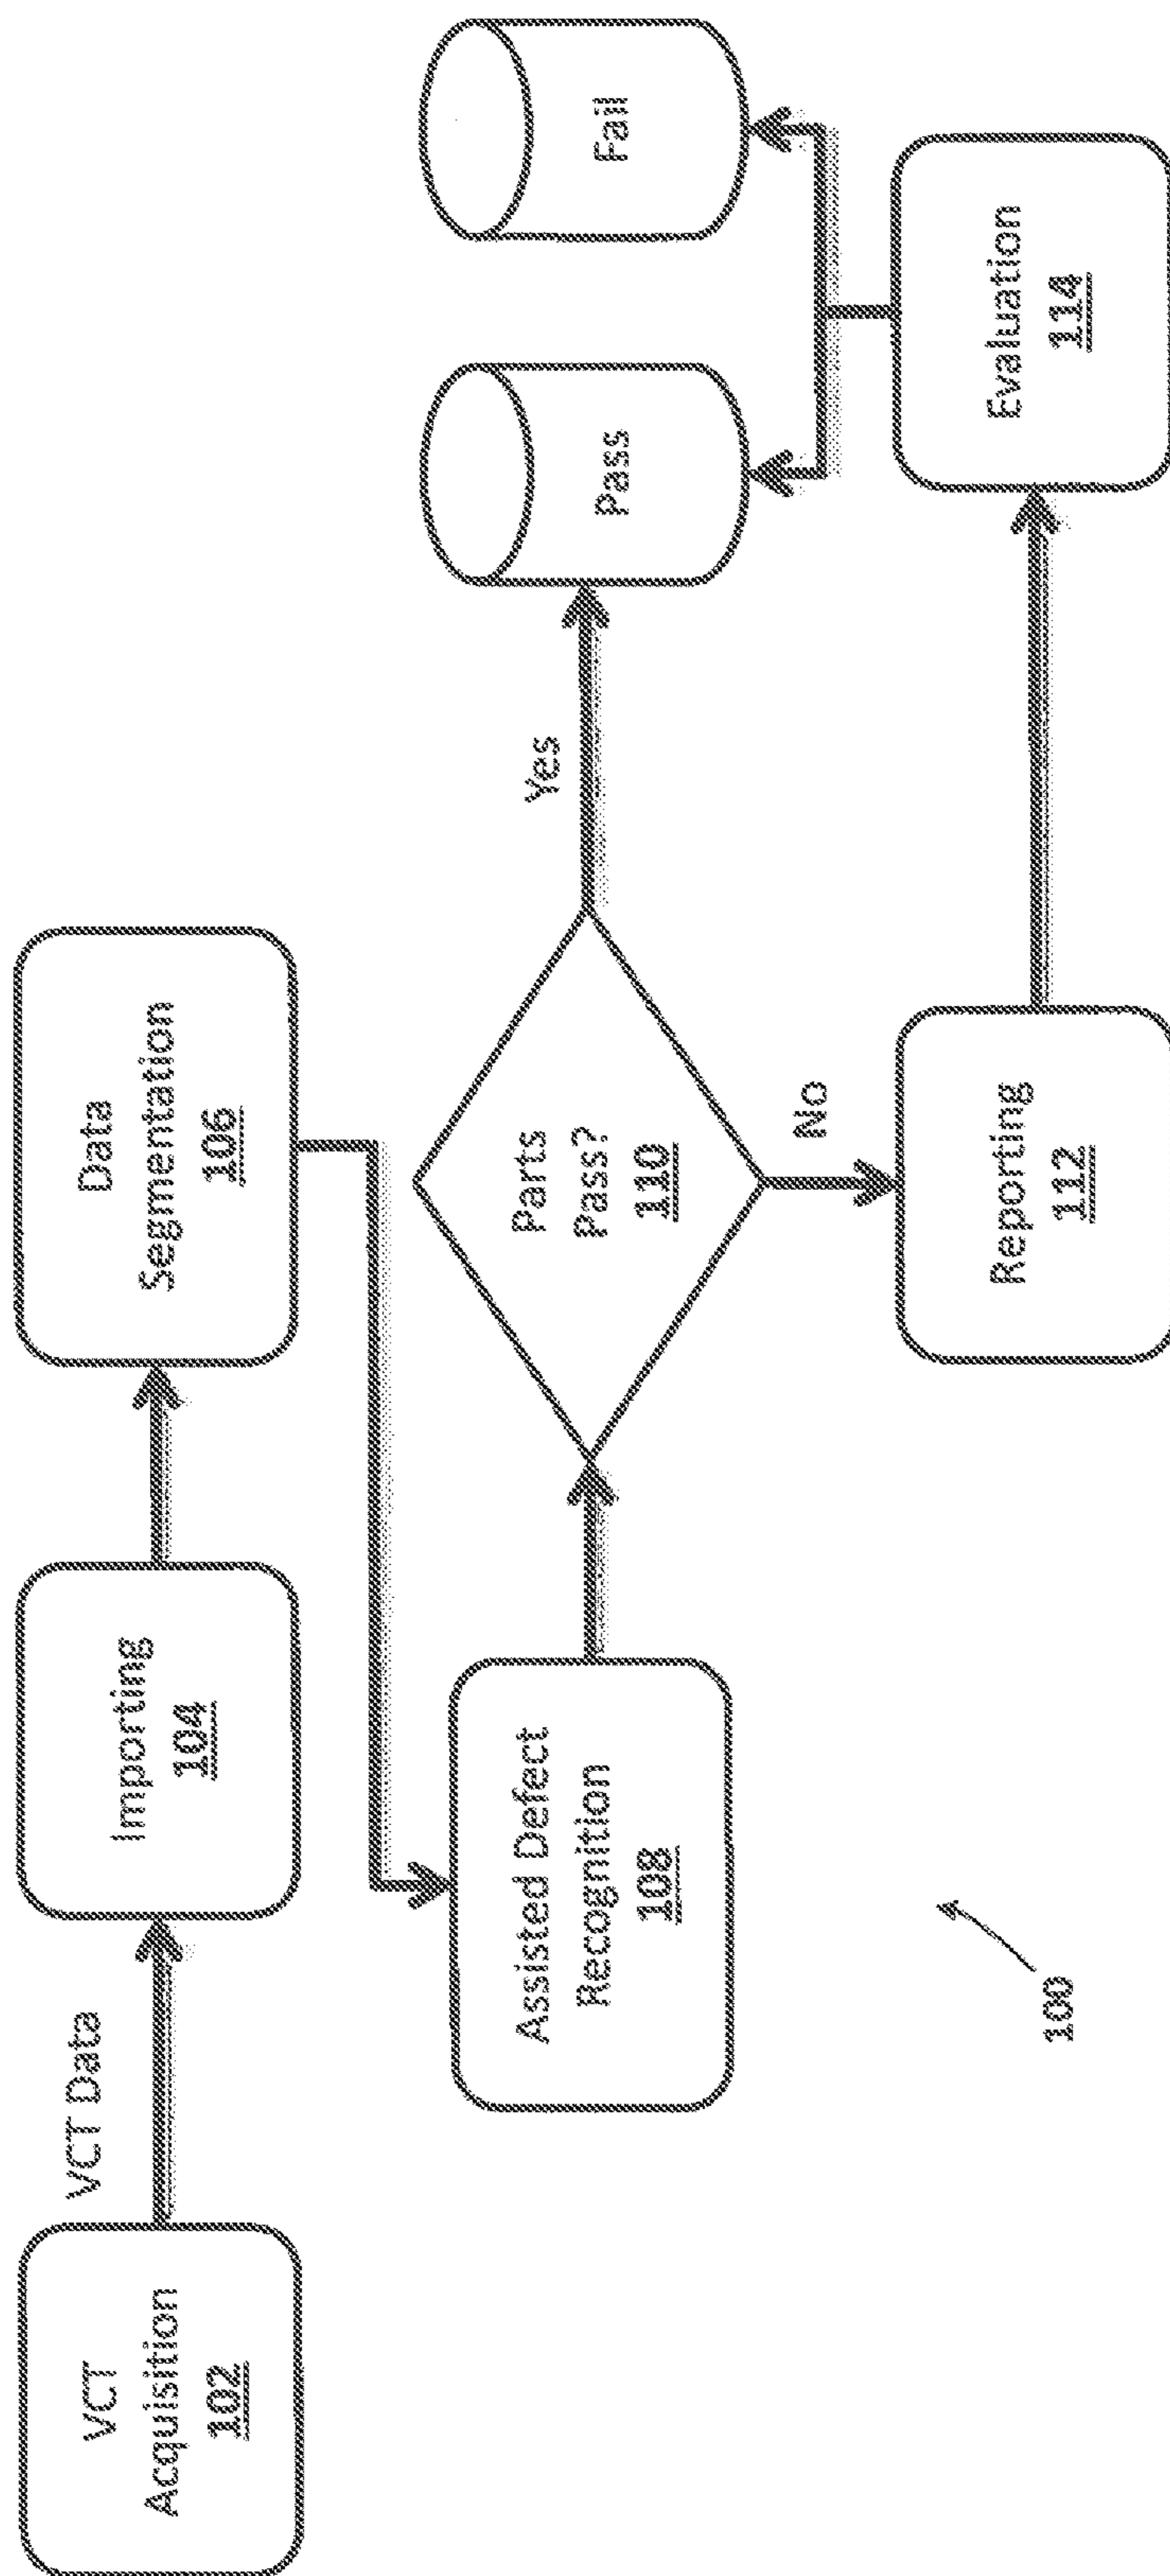 VCT
Acquisition
102
VCT Data
Importing
104
Data
Segmentation
106
Assisted Defect
Recognition
108
Parts
Pass?
110
Yes
No
Pass
Fail
Reporting
112
Evaluation
114
100